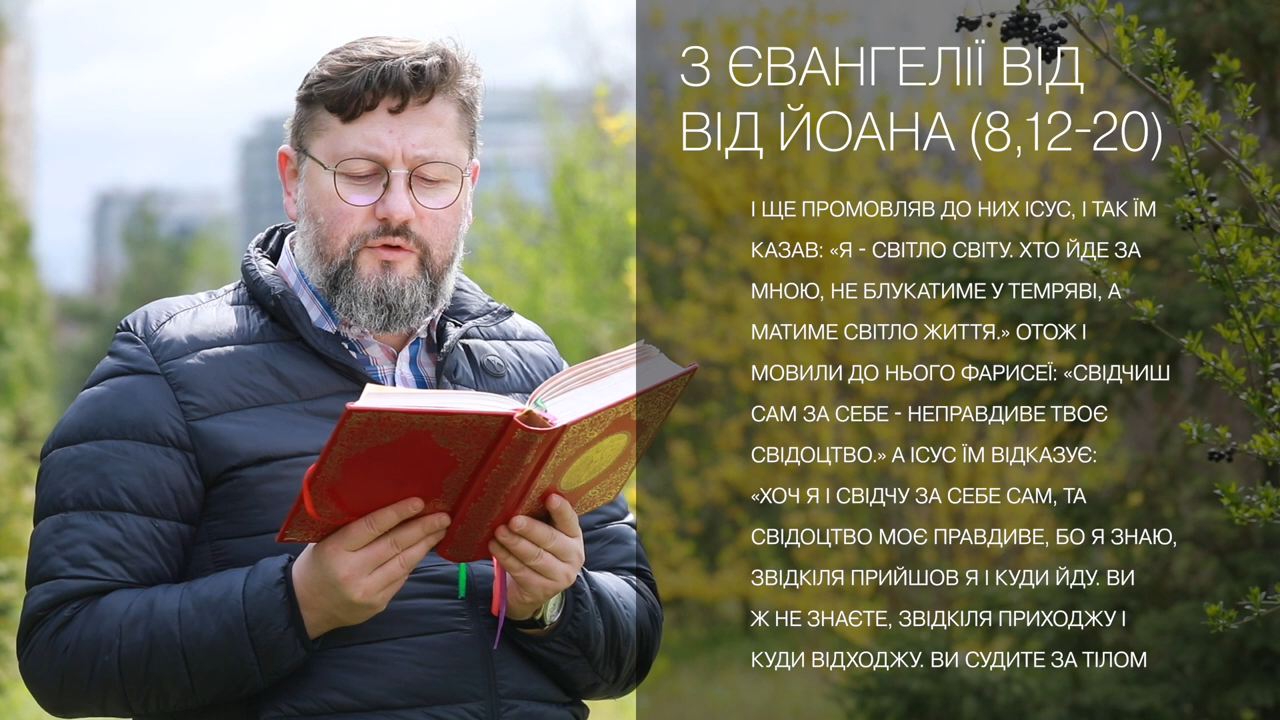 З ЄВАНГЕЛІЇ ВІД
ВІД ЙОАНА (8,12-20)
І ЩЕ ПРОМОВЛЯВ ДО НИХ ІСУС, І ТАК ЇМ
КАЗАВ: «Я - СВІТЛО СВІТУ. ХТО ЙДЕ ЗА
МНОЮ, НЕ БЛУКАТИМЕ У ТЕМРЯВІ, А
МАТИМЕ СВІТЛО ЖИТТЯ.» ОТОЖ І
МОВИЛИ ДО НЬОГО ФАРИСЕЇ: «СВІДЧИШ
САМ ЗА СЕБЕ - НЕПРАВДИВЕ ТВОЄ
СВІДОЦТВО.» А ІСУС ЇМ ВІДКАЗУЄ:
«ХОЧ Я І СВІДЧУ ЗА СЕБЕ САМ, ТА
СВІДОЦТВО МОЄ ПРАВДИВЕ, БО Я ЗНАЮ,
ЗВІДКІЛЯ ПРИЙШОВ Я І КУДИ ЙДУ. ВИ
Ж НЕ ЗНАЄТЕ, ЗВІДКІЛЯ ПРИХОДЖУ І
КУДИ ВІДХОДЖУ. ВИ СУДИТЕ ЗА ТІЛОМ